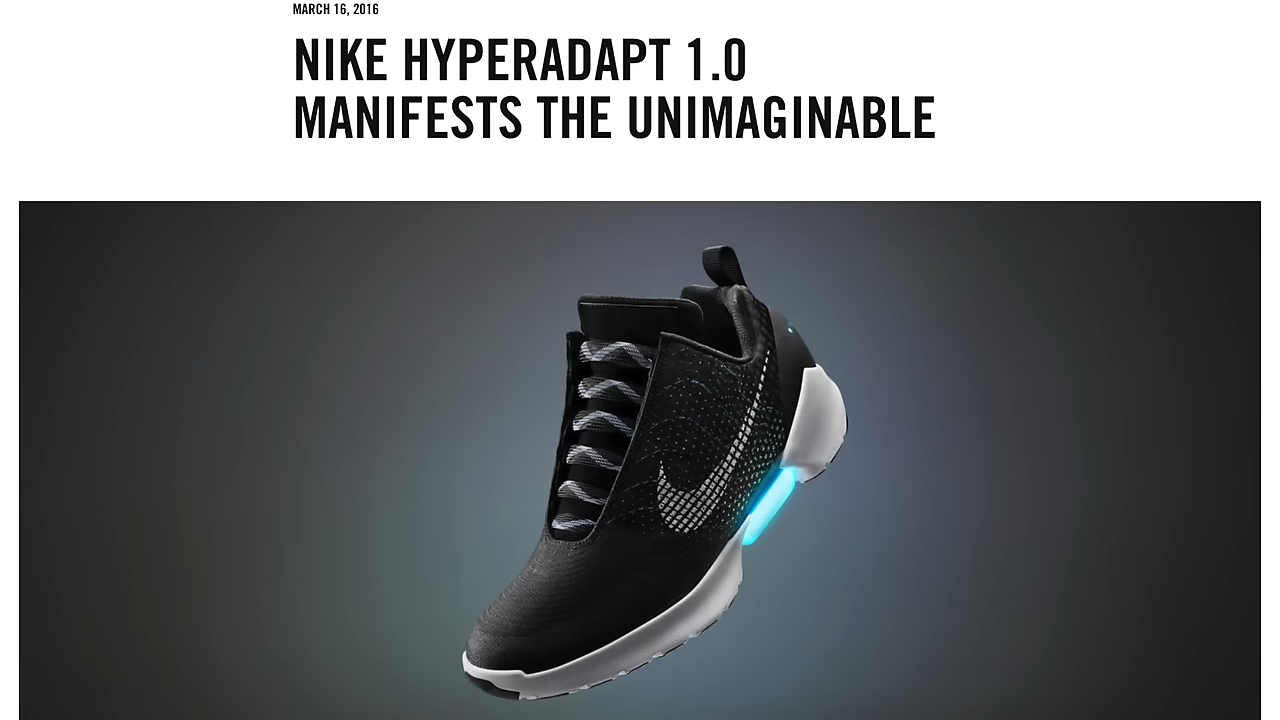 MARCH 16, 2016
NIKE HYPERADAPT 1.0
MANIFESTS THE UNIMAGINABLE